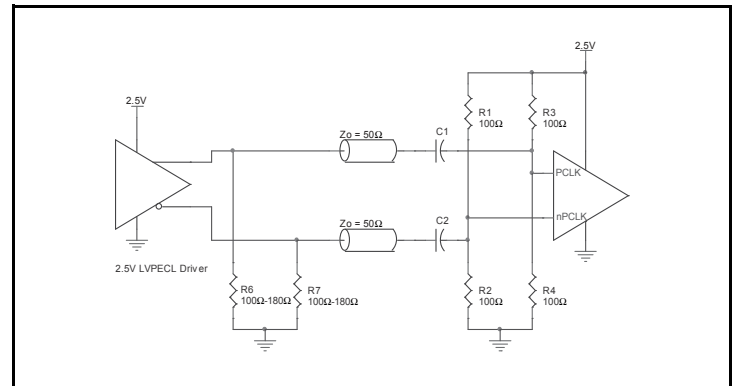 2.5V
2.5V
R1
100Ω
R3
100Ω
Zo = 50Ω
C1
PCLK
nPCLK
Zo = 50Ω
C2
2.5V LVPECL Driver
R6
100Ω-180Ω
R7
100Ω-180Ω
R2
100Ω
R4
100Ω